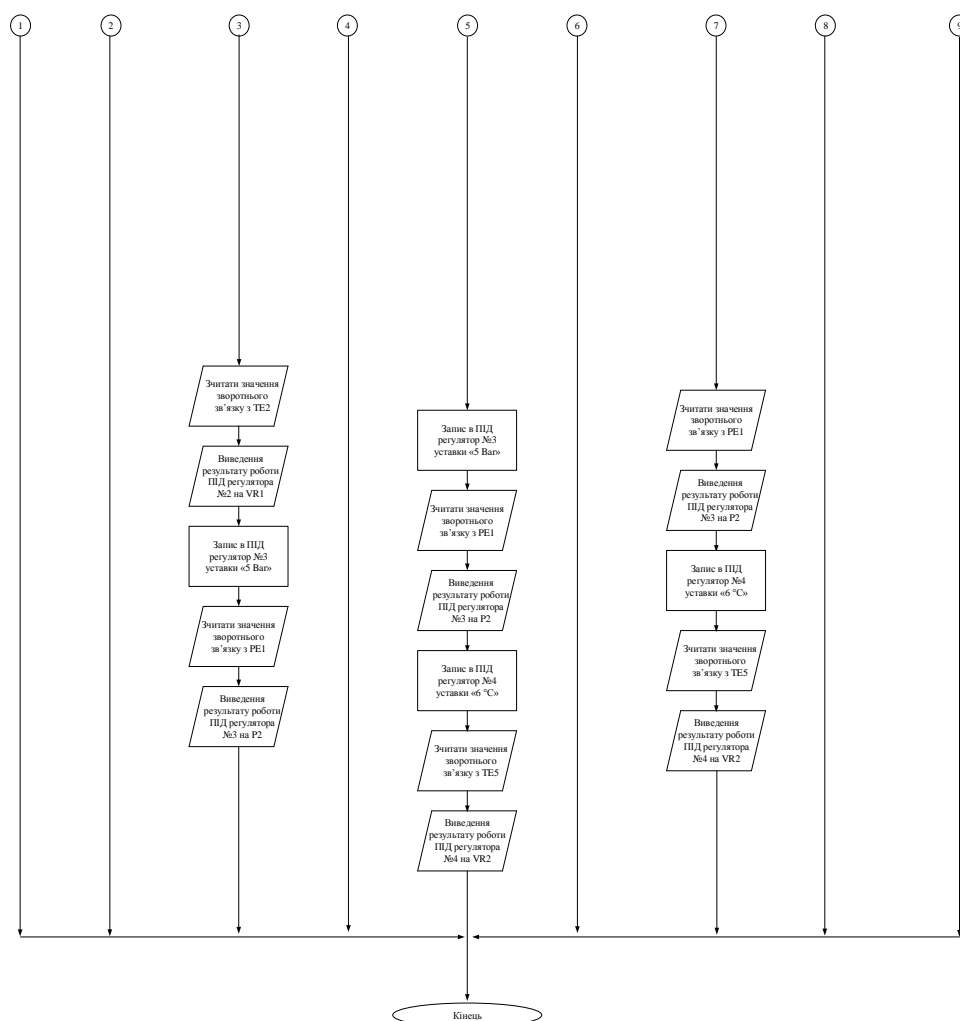 1
2
3
4
5
6
7
8
9
Зчитати значення
зворотнього
зв’язку з TE2
Виведення
результату роботи
ПІД регулятора
№2 на VR1
Запис в ПІД
регулятор №3
уставки «5 Bar»
Зчитати значення
зворотнього
зв’язку з PE1
Виведення
результату роботи
ПІД регулятора
№3 на P2
Запис в ПІД
регулятор №3
уставки «5 Bar»
Зчитати значення
зворотнього
зв’язку з PE1
Виведення
результату роботи
ПІД регулятора
№3 на P2
Запис в ПІД
регулятор №4
уставки «6 °C»
Зчитати значення
зворотнього
зв’язку з TE5
Виведення
результату роботи
ПІД регулятора
№4 на VR2
Зчитати значення
зворотнього
зв’язку з PE1
Виведення
результату роботи
ПІД регулятора
№3 на P2
Запис в ПІД
регулятор №4
уставки «6 °C»
Зчитати значення
зворотнього
зв’язку з TE5
Виведення
результату роботи
ПІД регулятора
№4 на VR2
Кінець